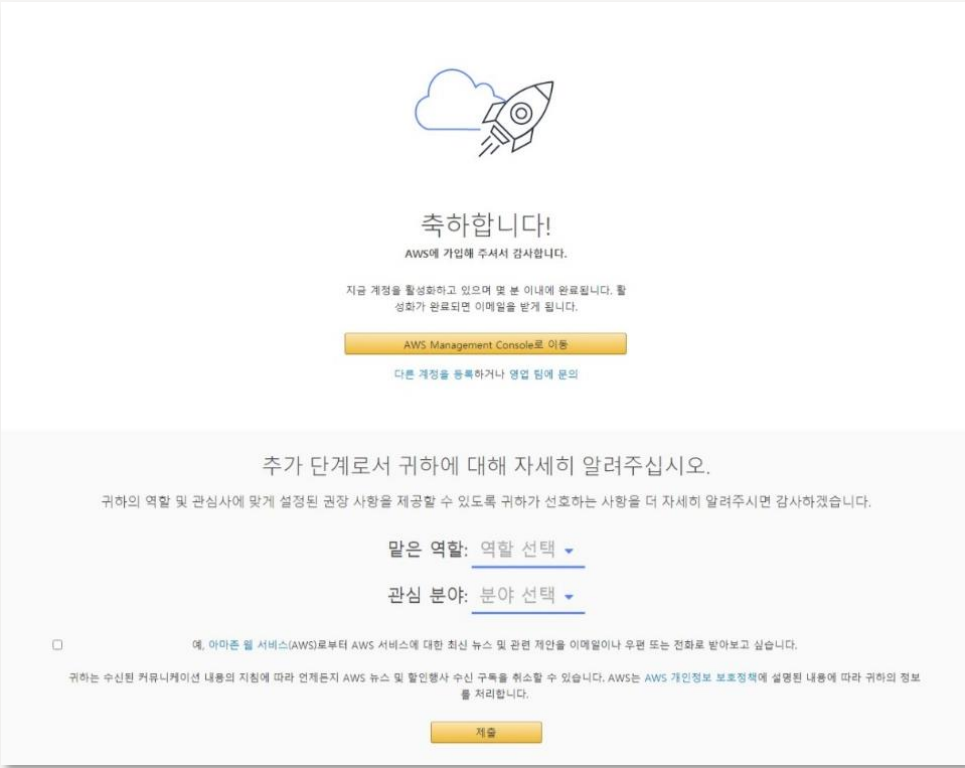 축하합니다!
AWS에 가입해 주셔서 감사합니다.
지금 계정을 활성화하고 있으며 몇 분 이내에 완료됩니다. 활
성화가 완료되면 이메일을 받게 됩니다.
AWS Management Console로 이동
다른 계정을 등록하거나 영업 팀에 문의
추가 단계로서 귀하에 대해 자세히 알려주십시오.
귀하의 역할 및 관심사에 맞게 설정된 권장 사항을 제공할 수 있도록 귀하가 선호하는 사항을 더 자세히 알려주시면 감사하겠습니다.
맡은 역할: 역할 선택
관심 분야: 분야 선택
예, 아마존 웹 서비스(AWS)로부터 AWS 서비스에 대한 최신 뉴스 및 관련 제안을 이메일이나 우편 또는 전화로 받아보고 싶습니다.
귀하는 수신된 커뮤니케이션 내용의 지침에 따라 언제든지 AWS 뉴스 및 할인행사 수신 구독을 취소할 수 있습니다. AWS는 AWS 개인정보 보호정책에 설명된 내용에 따라 귀하의 정보
를 처리합니다.
제출